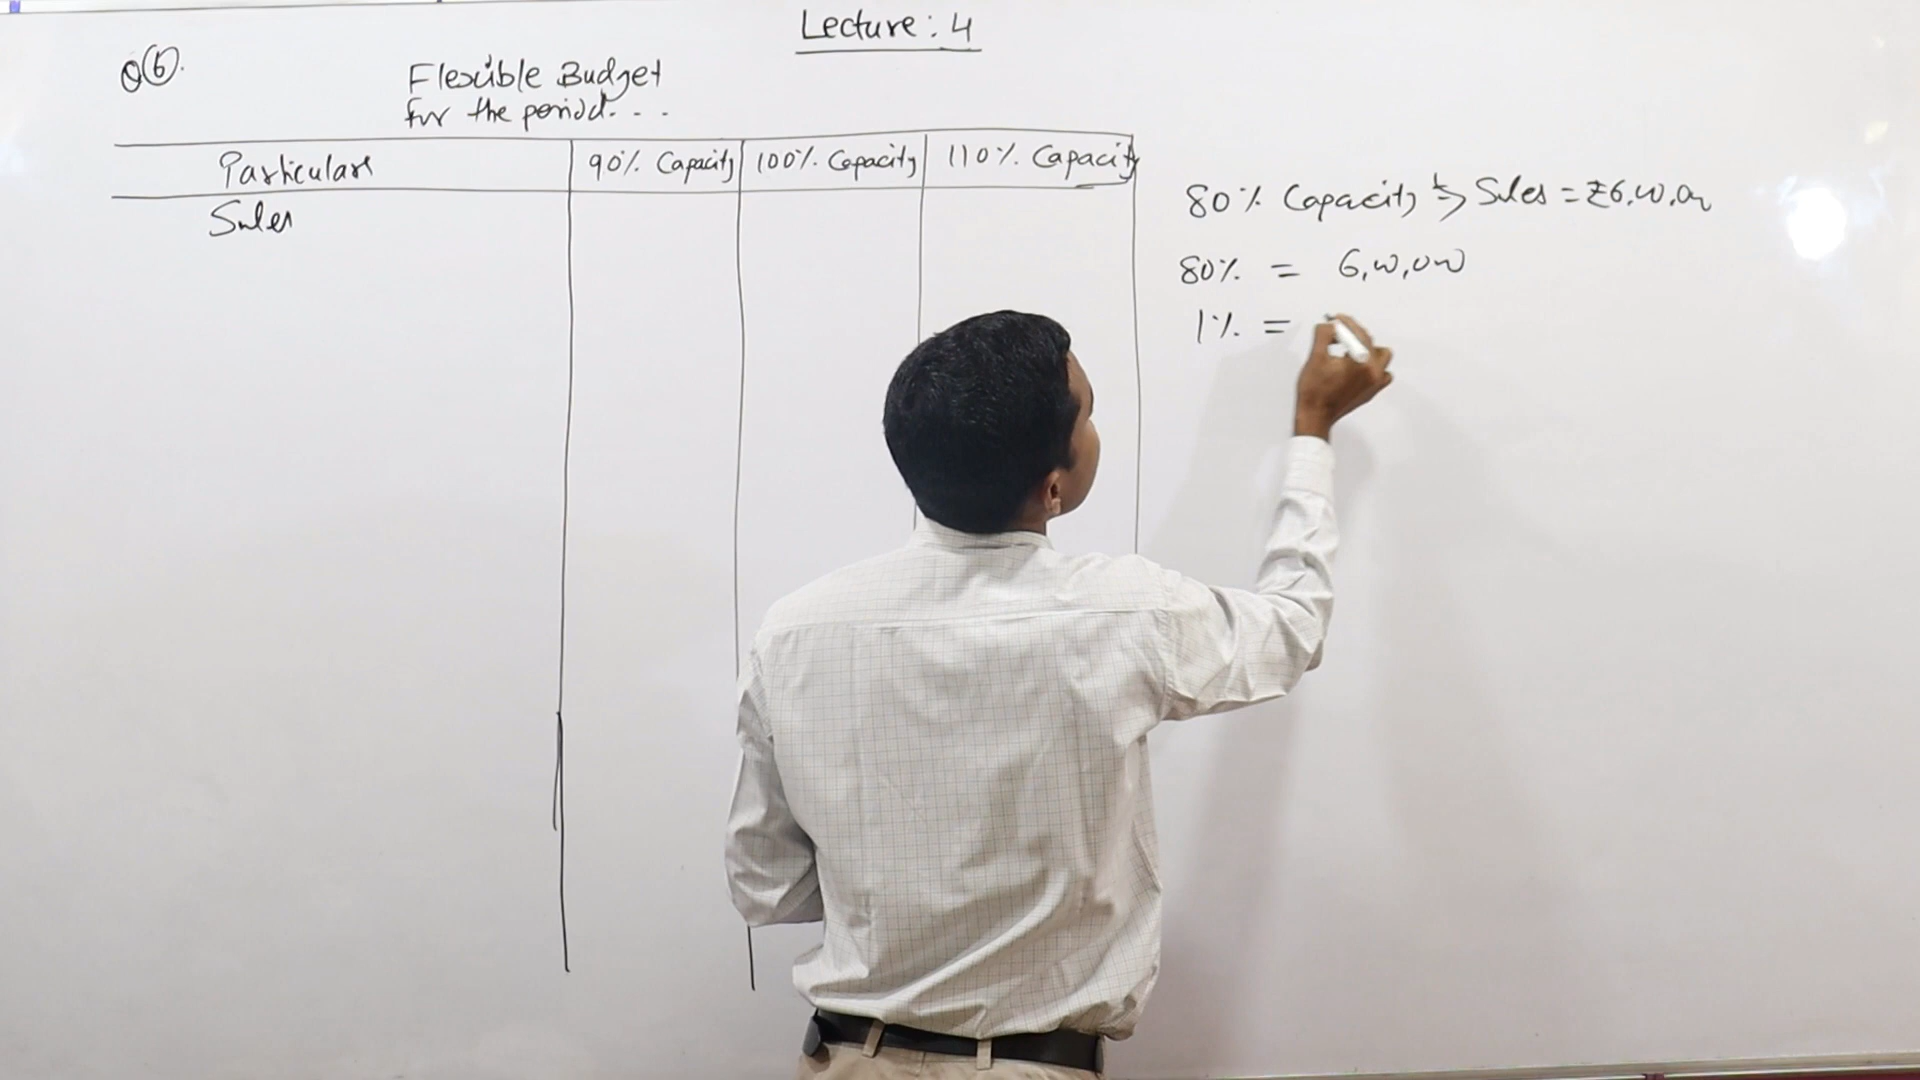 Lecture : 4
Q(6).
Flexible Budget
for the period. . .
Particulars 90% Capacity 100% Capacity 110% Capacity
Sales
80% Capacity ↳ Sales = ₹6,00,000
80% = 6,00,000
1% =